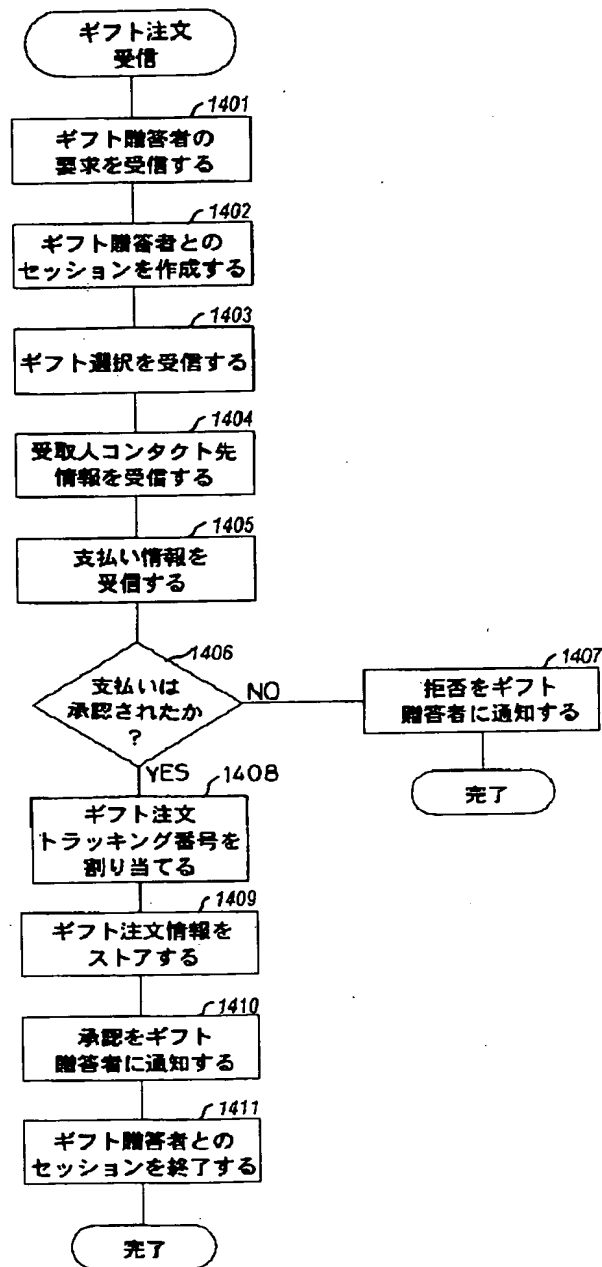 ギフト注文
受信
1401
ギフト贈答者の
要求を受信する
1402
ギフト贈答者との
セッションを作成する
1403
ギフト選択を受信する
1404
受取人コンタクト先
情報を受信する
1405
支払い情報を
受信する
1406
支払いは
承認されたか
?
NO
1407
拒否をギフト
贈答者に通知する
完了
YES
1408
ギフト注文
トラッキング番号を
割り当てる
1409
ギフト注文情報を
ストアする
1410
承認をギフト
贈答者に通知する
1411
ギフト贈答者との
セッションを終了する
完了